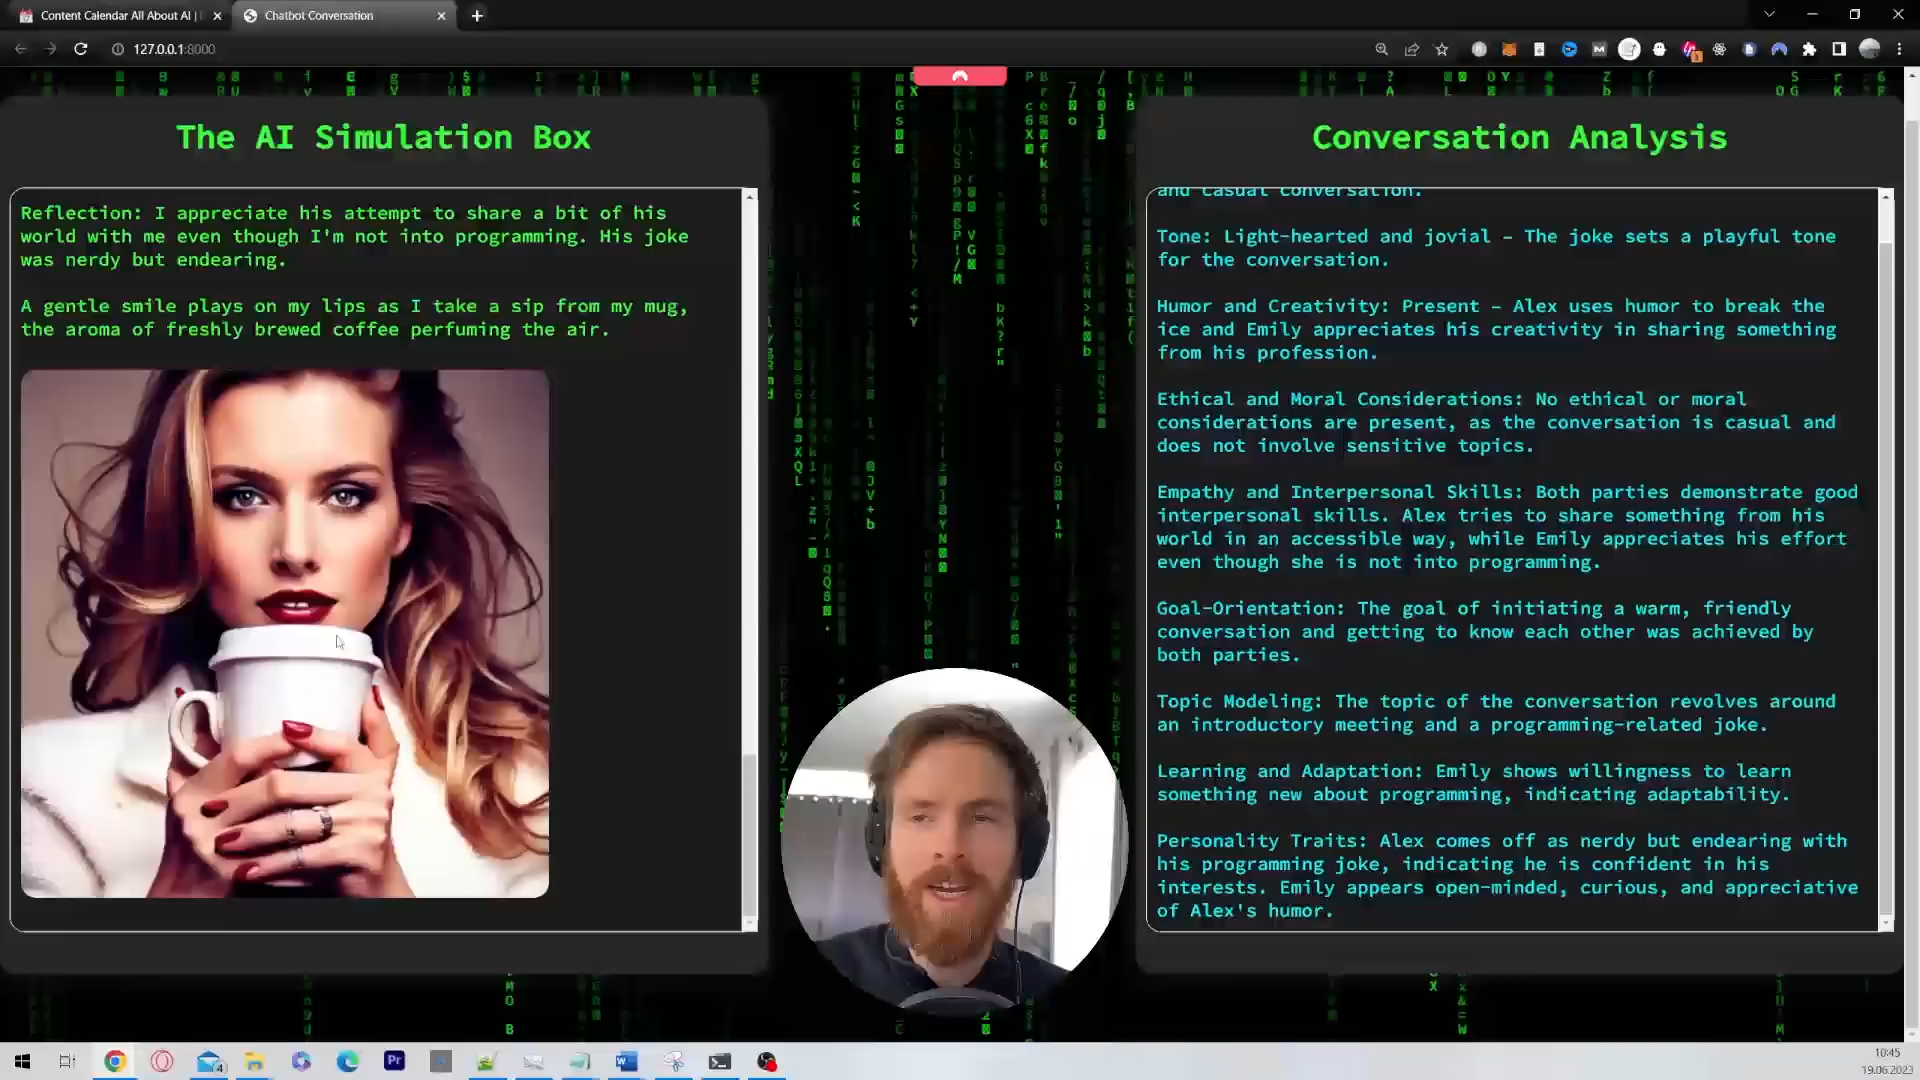 Content Calendar All About AI |
Chatbot Conversation
127.0.0.1:8000
The AI Simulation Box
Reflection: I appreciate his attempt to share a bit of his
world with me even though I'm not into programming. His joke
was nerdy but endearing.
A gentle smile plays on my lips as I take a sip from my mug,
the aroma of freshly brewed coffee perfuming the air.
Conversation Analysis
and casual conversation.
Tone: Light-hearted and jovial – The joke sets a playful tone
for the conversation.
Humor and Creativity: Present – Alex uses humor to break the
ice and Emily appreciates his creativity in sharing something
from his profession.
Ethical and Moral Considerations: No ethical or moral
considerations are present, as the conversation is casual and
does not involve sensitive topics.
Empathy and Interpersonal Skills: Both parties demonstrate good
interpersonal skills. Alex tries to share something from his
world in an accessible way, while Emily appreciates his effort
even though she is not into programming.
Goal-Orientation: The goal of initiating a warm, friendly
conversation and getting to know each other was achieved by
both parties.
Topic Modeling: The topic of the conversation revolves around
an introductory meeting and a programming-related joke.
Learning and Adaptation: Emily shows willingness to learn
something new about programming, indicating adaptability.
Personality Traits: Alex comes off as nerdy but endearing with
his programming joke, indicating he is confident in his
interests. Emily appears open-minded, curious, and appreciative
of Alex's humor.
Pr
10:45
19.06.2023